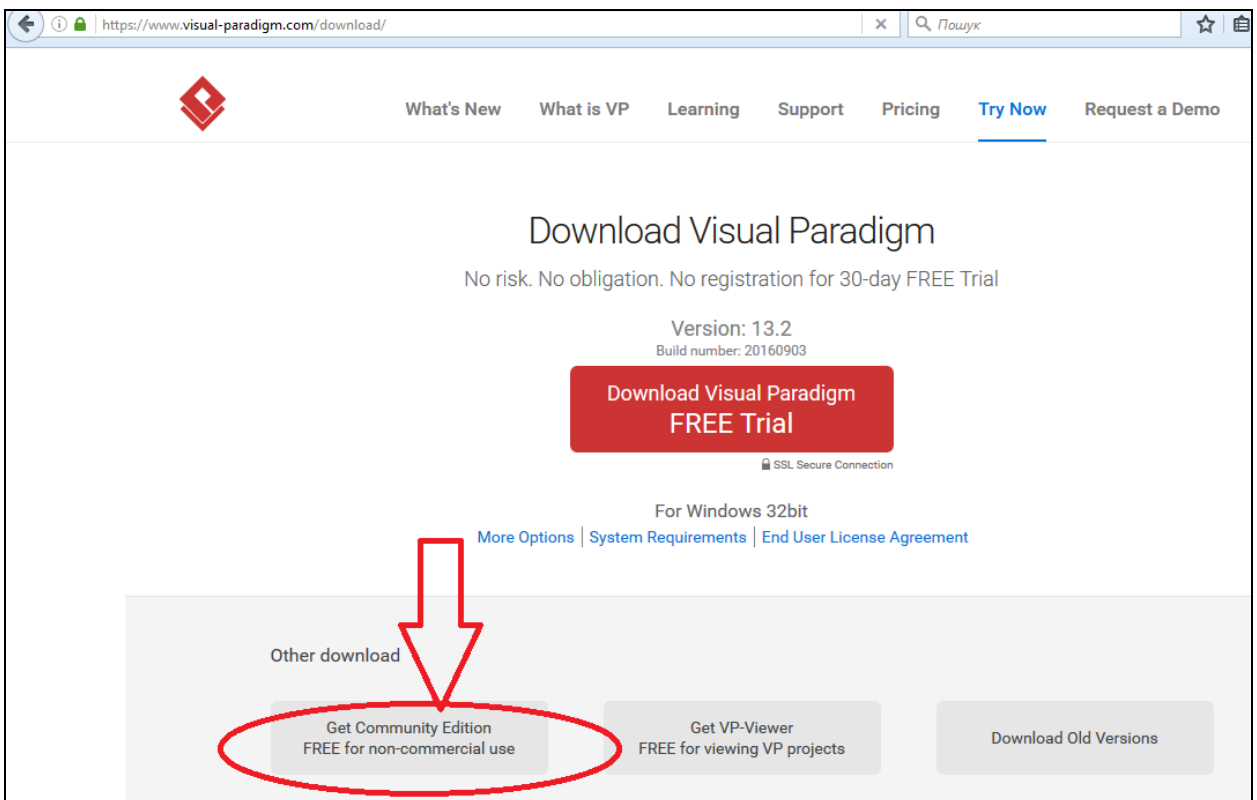 https://www.visual-paradigm.com/download/
Пошук
What's New What is VP Learning Support Pricing Try Now Request a Demo
Download Visual Paradigm
No risk. No obligation. No registration for 30-day FREE Trial
Version: 13.2
Build number: 20160903
Download Visual Paradigm
FREE Trial
SSL Secure Connection
For Windows 32bit
More Options | System Requirements | End User License Agreement
Other download
Get Community Edition
FREE for non-commercial use
Get VP-Viewer
FREE for viewing VP projects
Download Old Versions